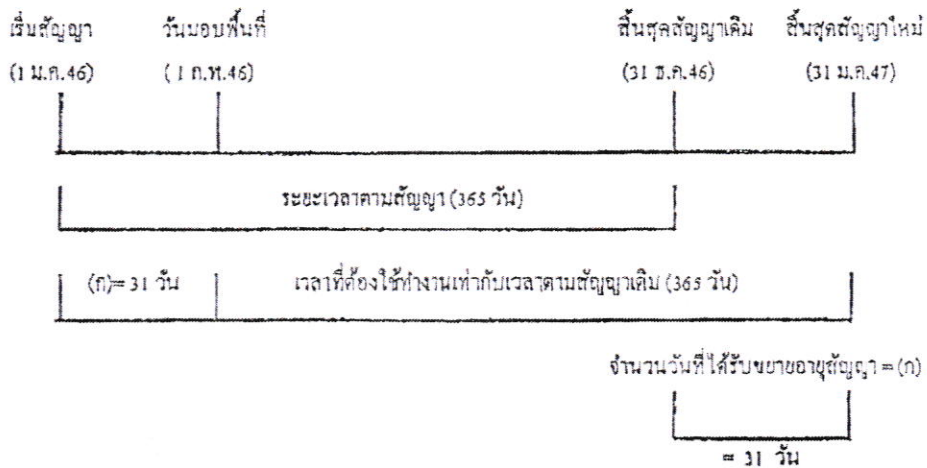 เริ่มสัญญา วันมอบพื้นที่ สิ้นสุดสัญญาเดิม สิ้นสุดสัญญาใหม่
(1 ม.ค.46) ( 1 ก.พ.46) (31 ธ.ค.46) (31 ม.ค.47)
ระยะเวลาตามสัญญา (365 วัน)
(ก)= 31 วัน เวลาที่ต้องใช้ทำงานเท่ากับเวลาตามสัญญาเดิม (365 วัน)
จำนวนวันที่ได้รับขยายอายุสัญญา = (ก)
= 31 วัน